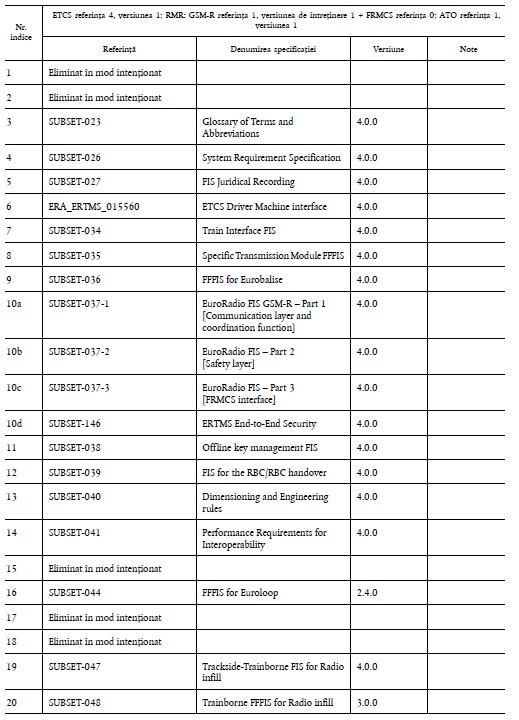 Nr. indice
ETCS referința 4, versiunea 1; RMR: GSM-R referința 1, versiunea de întreținere 1 + FRMCS referința 0; ATO referința 1,
versiunea 1
Referință Denumirea specificației Versiune Note
1 Eliminat în mod intenționat
2 Eliminat în mod intenționat
3 SUBSET-023 Glossary of Terms and 4.0.0
Abbreviations
4 SUBSET-026 System Requirement Specification 4.0.0
5 SUBSET-027 FIS Juridical Recording 4.0.0
6 ERA_ERTMS_015560 ETCS Driver Machine interface 4.0.0
7 SUBSET-034 Train Interface FIS 4.0.0
8 SUBSET-035 Specific Transmission Module FFFIS 4.0.0
9 SUBSET-036 FFFIS for Eurobalise 4.0.0
10a SUBSET-037-1 EuroRadio FIS GSM-R – Part 1 4.0.0
[Communication layer and
coordination function]
10b SUBSET-037-2 EuroRadio FIS – Part 2 4.0.0
[Safety layer]
10c SUBSET-037-3 EuroRadio FIS – Part 3 4.0.0
[FRMCS interface]
10d SUBSET-146 ERTMS End-to-End Security 4.0.0
11 SUBSET-038 Offline key management FIS 4.0.0
12 SUBSET-039 FIS for the RBC/RBC handover 4.0.0
13 SUBSET-040 Dimensioning and Engineering 4.0.0
rules
14 SUBSET-041 Performance Requirements for 4.0.0
Interoperability
15 Eliminat în mod intenționat
16 SUBSET-044 FFFIS for Euroloop 2.4.0
17 Eliminat în mod intenționat
18 Eliminat în mod intenționat
19 SUBSET-047 Trackside-Trainborne FIS for Radio 4.0.0
infill
20 SUBSET-048 Trainborne FFFIS for Radio infill 3.0.0